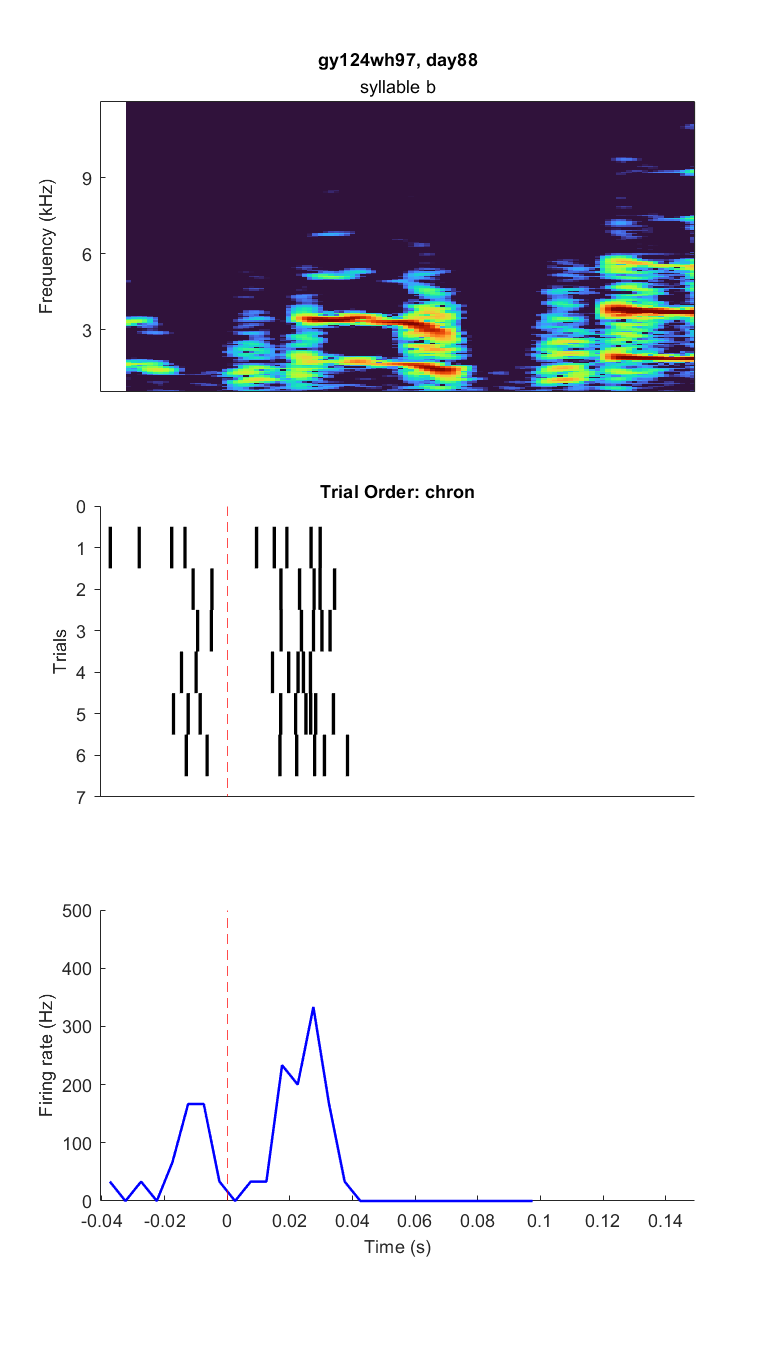 gy124wh97, day88
syllable b
9
6
3
Frequency (kHz)
Trial Order: chron
0
1
2
3
4
5
6
7
Trials
500
400
300
200
100
0
Firing rate (Hz)
-0.04 -0.02 0 0.02 0.04 0.06 0.08 0.1 0.12 0.14
Time (s)